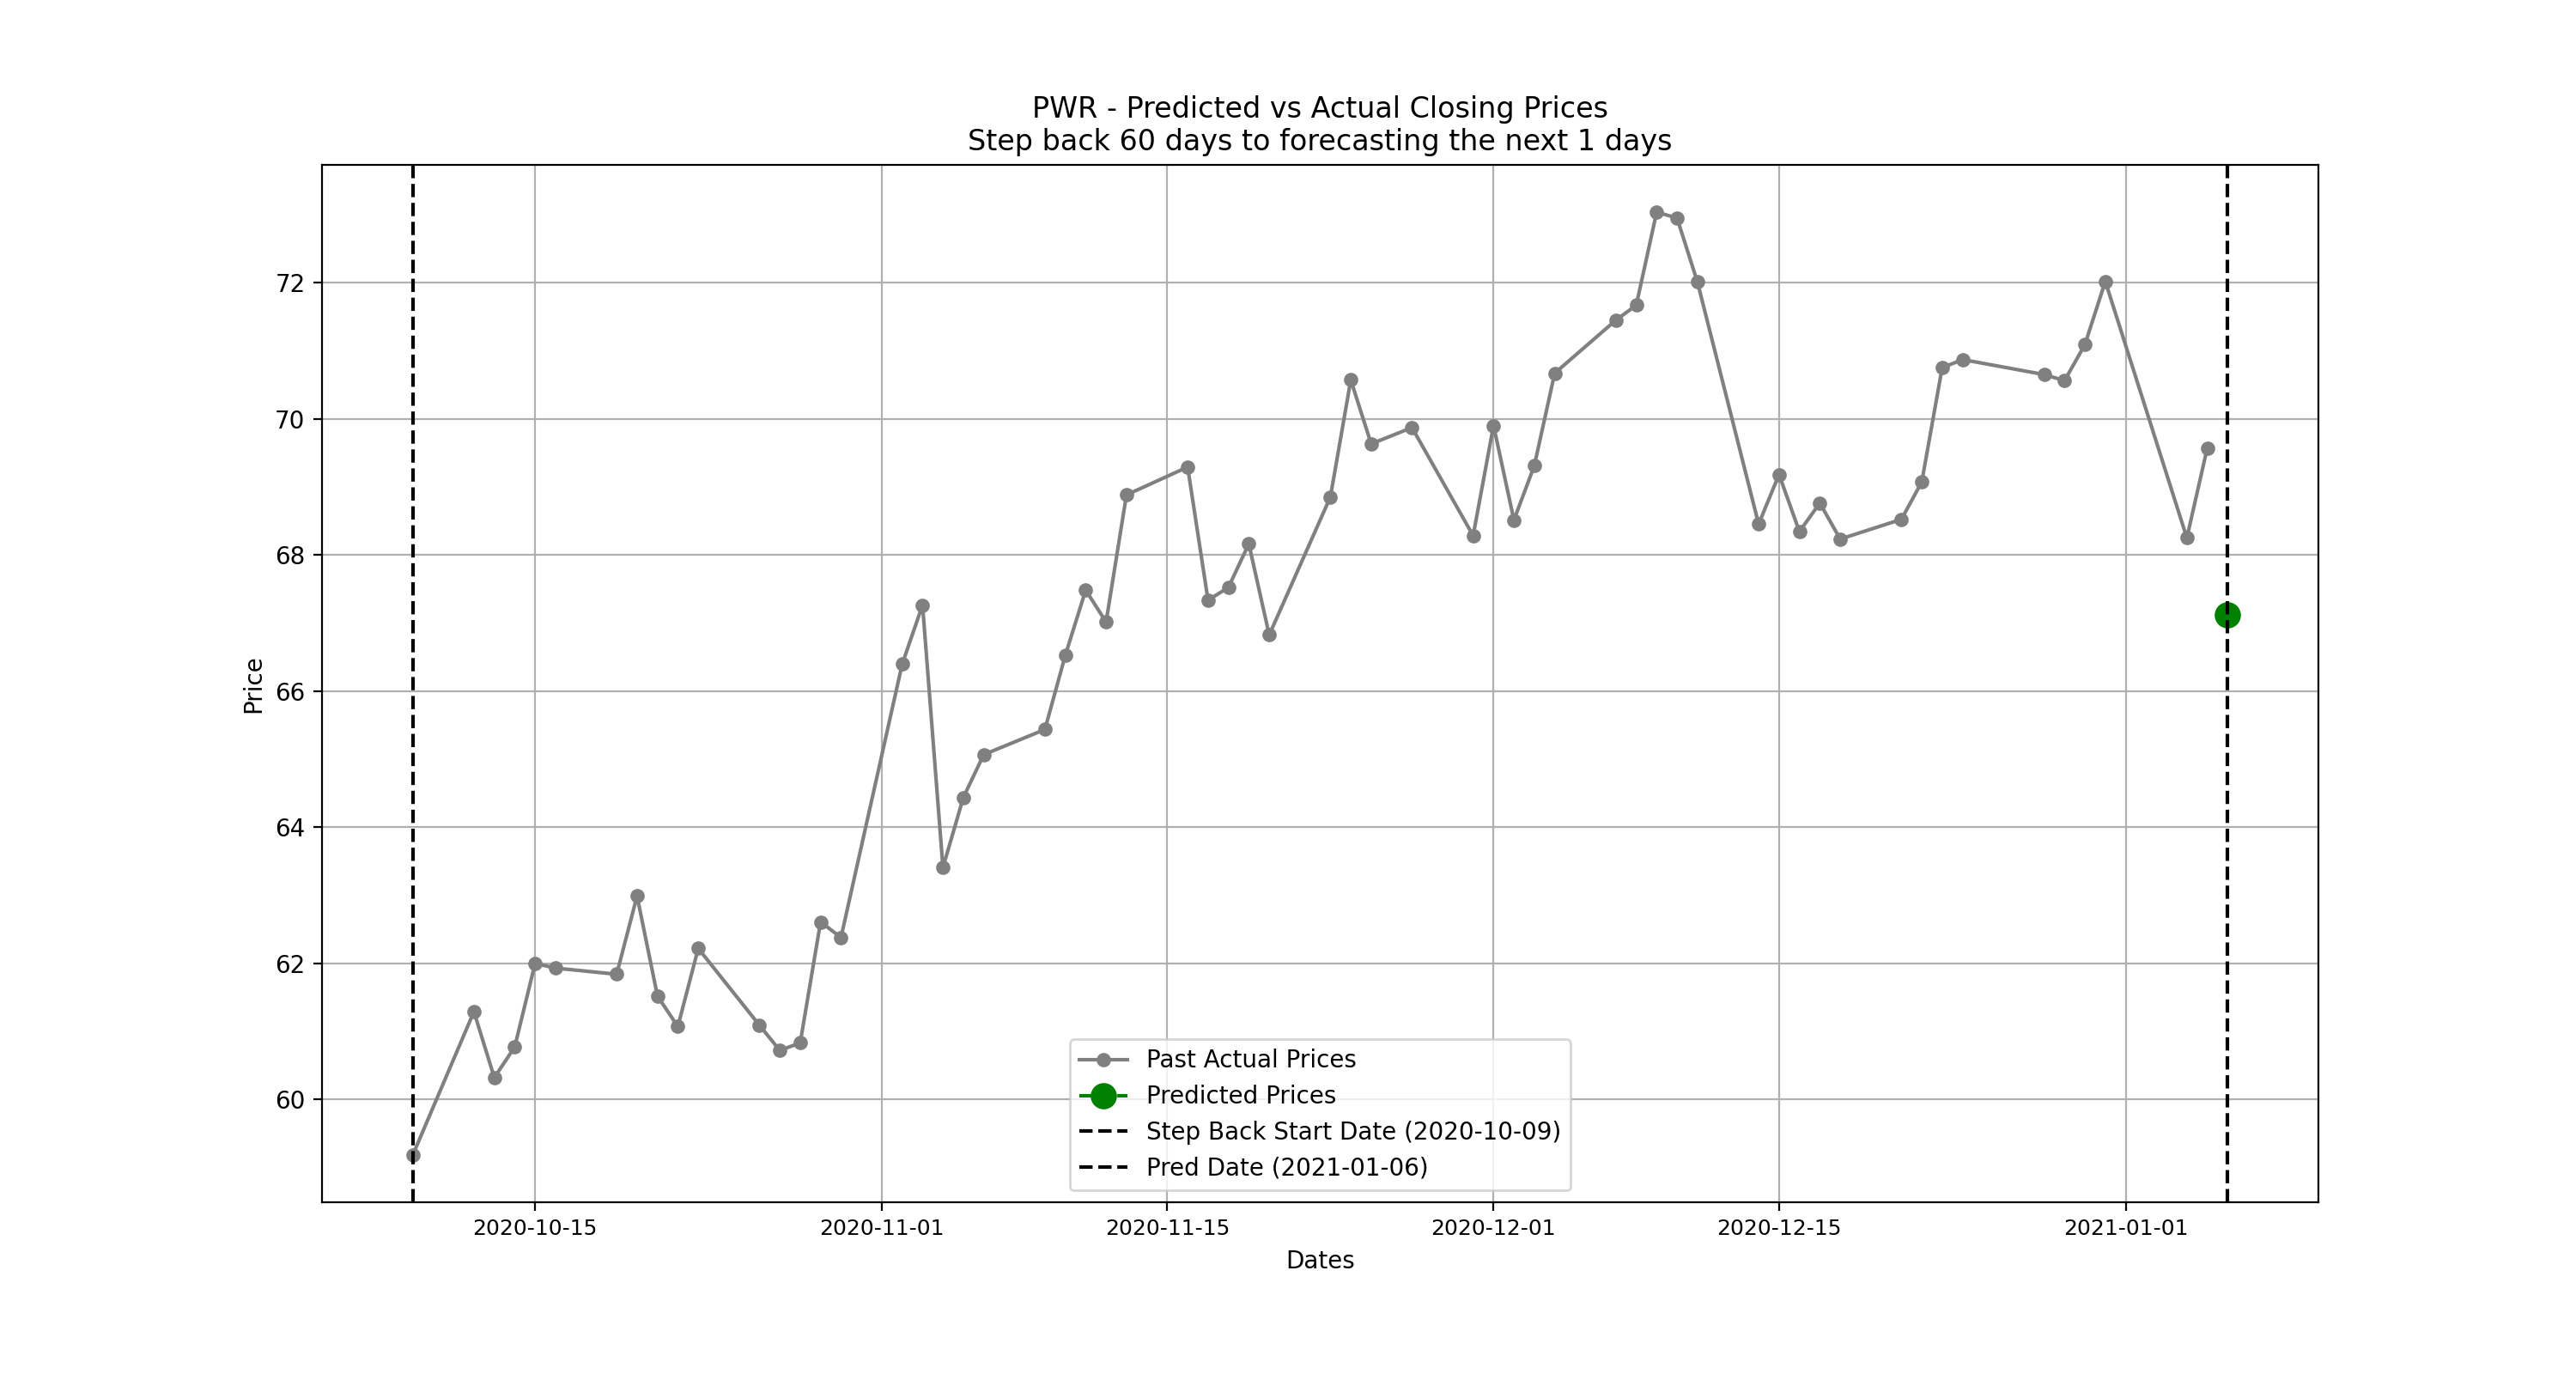 PWR - Predicted vs Actual Closing Prices
Step back 60 days to forecasting the next 1 days
72
70
68
66
64
62
60
Price
Past Actual Prices
Predicted Prices
Step Back Start Date (2020-10-09)
Pred Date (2021-01-06)
2020-10-15
2020-11-01
2020-11-15
2020-12-01
2020-12-15
2021-01-01
Dates